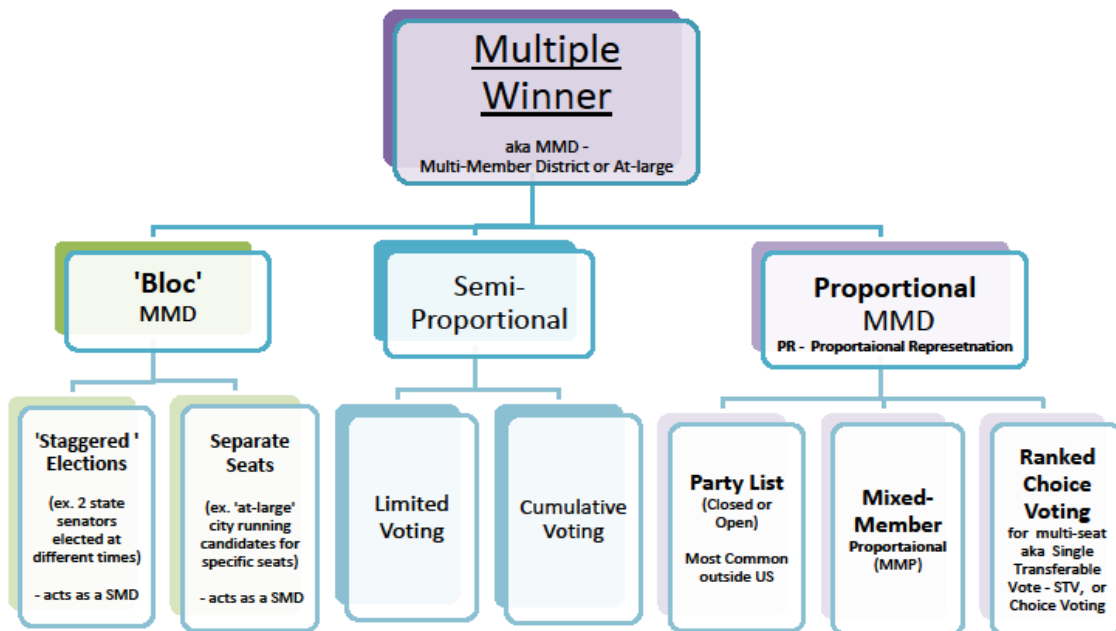 Multiple
Winner
aka MMD -
Multi-Member District or At-large
'Bloc'
MMD
Semi-
Proportional
Proportional
MMD
PR - Proportaional Represetnation
'Staggered '
Elections
(ex. 2 state
senators
elected at
different times)
- acts as a SMD
Separate
Seats
(ex. 'at-large'
city running
candidates for
specific seats)
- acts as a SMD
Limited
Voting
Cumulative
Voting
Party List
(Closed or
Open)
Most Common
outside US
Mixed-
Member
Proportaional
(MMP)
Ranked
Choice
Voting
for multi-seat
aka Single
Transferable
Vote - STV, or
Choice Voting